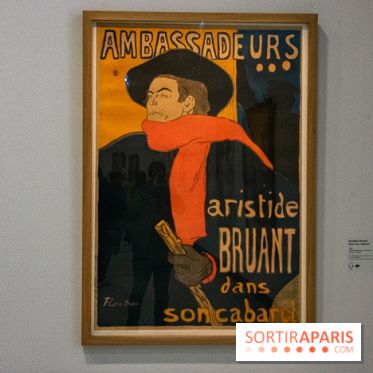 AMBASSADEURS
aristide
BRUANT
dans
son cabaret
SORTIRAPARIS
.COM